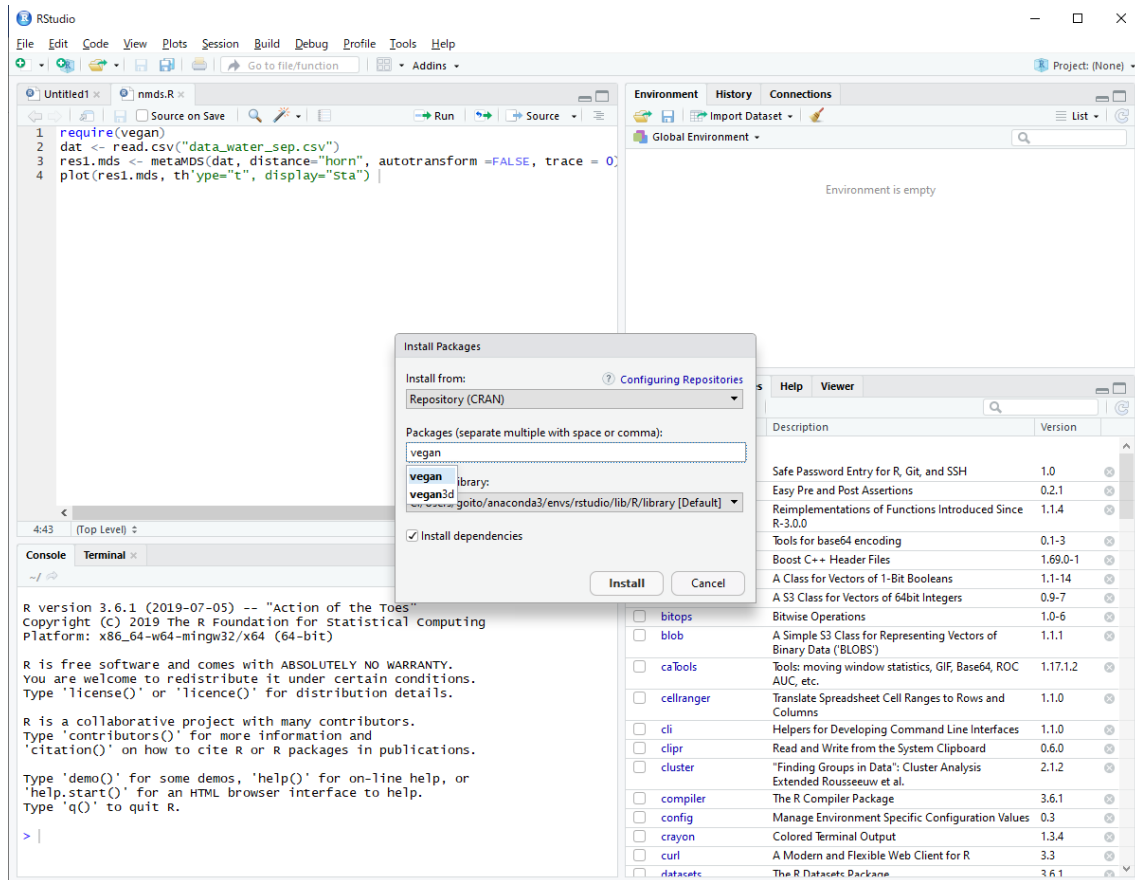 RStudio
File Edit Code View Plots Session Build Debug Profile Tools Help
Go to file/function Addins Project: (None)
Untitled1 nmds.R
Source on Save Run Source
1 require(vegan)
2 dat <- read.csv("data_water_sep.csv")
3 res1.mds <- metaMDS(dat, distance="horn", autotransform =FALSE, trace = 0)
4 plot(res1.mds, th'ype="t", display="Sta")
4:43 (Top Level)
Console Terminal
~/
R version 3.6.1 (2019-07-05) -- "Action of the Toes"
Copyright (C) 2019 The R Foundation for Statistical Computing
Platform: x86_64-w64-mingw32/x64 (64-bit)
R is free software and comes with ABSOLUTELY NO WARRANTY.
You are welcome to redistribute it under certain conditions.
Type 'license()' or 'licence()' for distribution details.
R is a collaborative project with many contributors.
Type 'contributors()' for more information and
'citation()' on how to cite R or R packages in publications.
Type 'demo()' for some demos, 'help()' for on-line help, or
'help.start()' for an HTML browser interface to help.
Type 'q()' to quit R.
>
Environment History Connections
Import Dataset List
Global Environment
Environment is empty
Install Packages
Install from: ? Configuring Repositories
Repository (CRAN)
Packages (separate multiple with space or comma):
vegan
vegan
vegan3d
library:
goito/anaconda3/envs/rstudio/lib/R/library [Default]
Install dependencies
Install Cancel
Help Viewer
Description Version
Safe Password Entry for R, Git, and SSH 1.0
Easy Pre and Post Assertions 0.2.1
Reimplementations of Functions Introduced Since 1.1.4
R-3.0.0
Tools for base64 encoding 0.1-3
Boost C++ Header Files 1.69.0-1
A Class for Vectors of 1-Bit Booleans 1.1-14
A S3 Class for Vectors of 64bit Integers 0.9-7
bitops Bitwise Operations 1.0-6
blob A Simple S3 Class for Representing Vectors of 1.1.1
Binary Data ('BLOBS')
caTools Tools: moving window statistics, GIF, Base64, ROC 1.17.1.2
AUC, etc.
cellranger Translate Spreadsheet Cell Ranges to Rows and 1.1.0
Columns
cli Helpers for Developing Command Line Interfaces 1.1.0
clipr Read and Write from the System Clipboard 0.6.0
cluster "Finding Groups in Data": Cluster Analysis 2.1.2
Extended Rousseeuw et al.
compiler The R Compiler Package 3.6.1
config Manage Environment Specific Configuration Values 0.3
crayon Colored Terminal Output 1.3.4
curl A Modern and Flexible Web Client for R 3.3
datasets The R Datasets Package 3.6.1